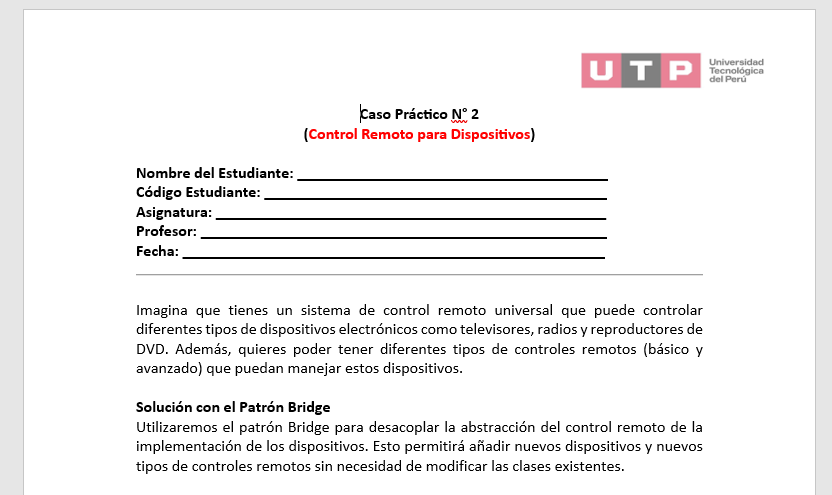 UTP Universidad
Tecnológica
del Perú
Caso Práctico N° 2
(Control Remoto para Dispositivos)
Nombre del Estudiante: ______________________________
Código Estudiante: ______________________________
Asignatura: ______________________________
Profesor: ______________________________
Fecha: ______________________________
Imagina que tienes un sistema de control remoto universal que puede controlar
diferentes tipos de dispositivos electrónicos como televisores, radios y reproductores de
DVD. Además, quieres poder tener diferentes tipos de controles remotos (básico y
avanzado) que puedan manejar estos dispositivos.
Solución con el Patrón Bridge
Utilizaremos el patrón Bridge para desacoplar la abstracción del control remoto de la
implementación de los dispositivos. Esto permitirá añadir nuevos dispositivos y nuevos
tipos de controles remotos sin necesidad de modificar las clases existentes.